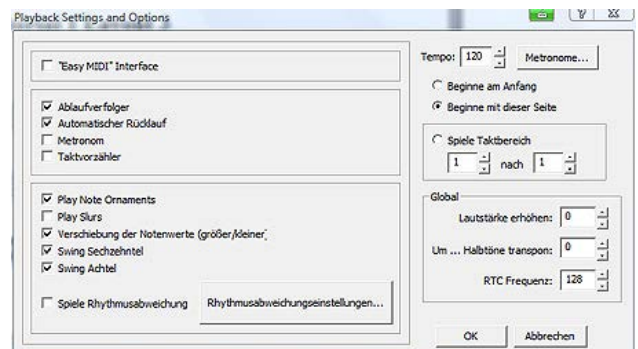 Playback Settings and Options
"Easy MIDI" Interface
Ablaufverfolger
Automatischer Rücklauf
Metronom
Taktvorzähler
Play Note Ornaments
Play Slurs
Verschiebung der Notenwerte (größer/kleiner)
Swing Sechzehntel
Swing Achtel
Spiele Rhythmusabweichung
Rhythmusabweichungseinstellungen...
Tempo: 120
Metronome...
Beginne am Anfang
Beginne mit dieser Seite
Spiele Taktbereich
1 nach 1
Global
Lautstärke erhöhen: 0
Um ... Halbtöne transpon: 0
RTC Frequenz: 128
OK
Abbrechen